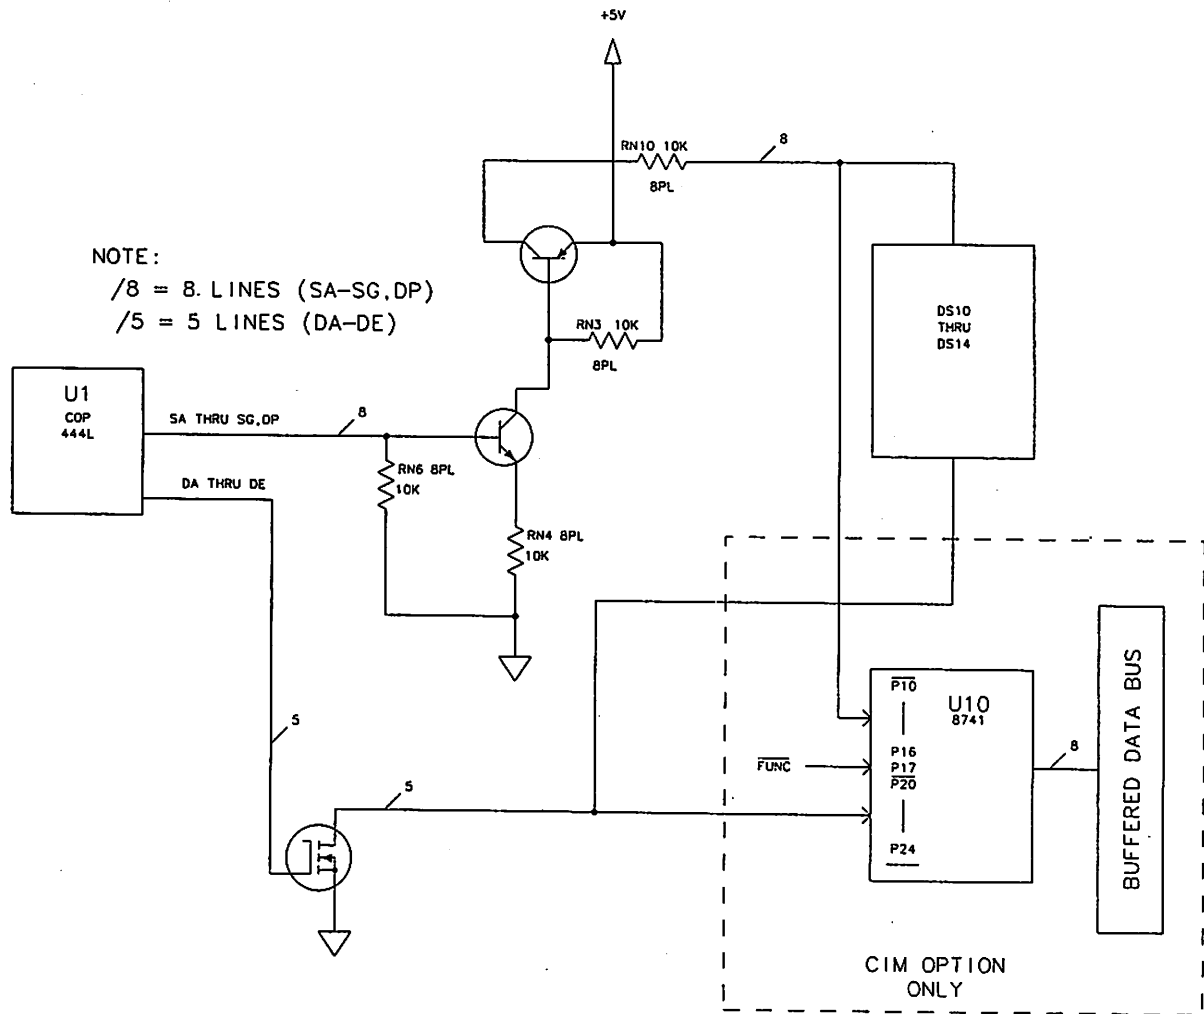 +5V
8
RN10 10K
8PL
NOTE:
/8 = 8. LINES (SA-SG,DP)
/5 = 5 LINES (DA-DE)
RN3 10K
8PL
DS10
THRU
DS14
U1
COP
444L
SA THRU SG,DP
8
DA THRU DE
RN6 8PL
10K
RN4 8PL
10K
5
5
P10
U10
8741
P16
FUNC
P17
P20
P24
8
BUFFERED DATA BUS
CIM OPTION
ONLY